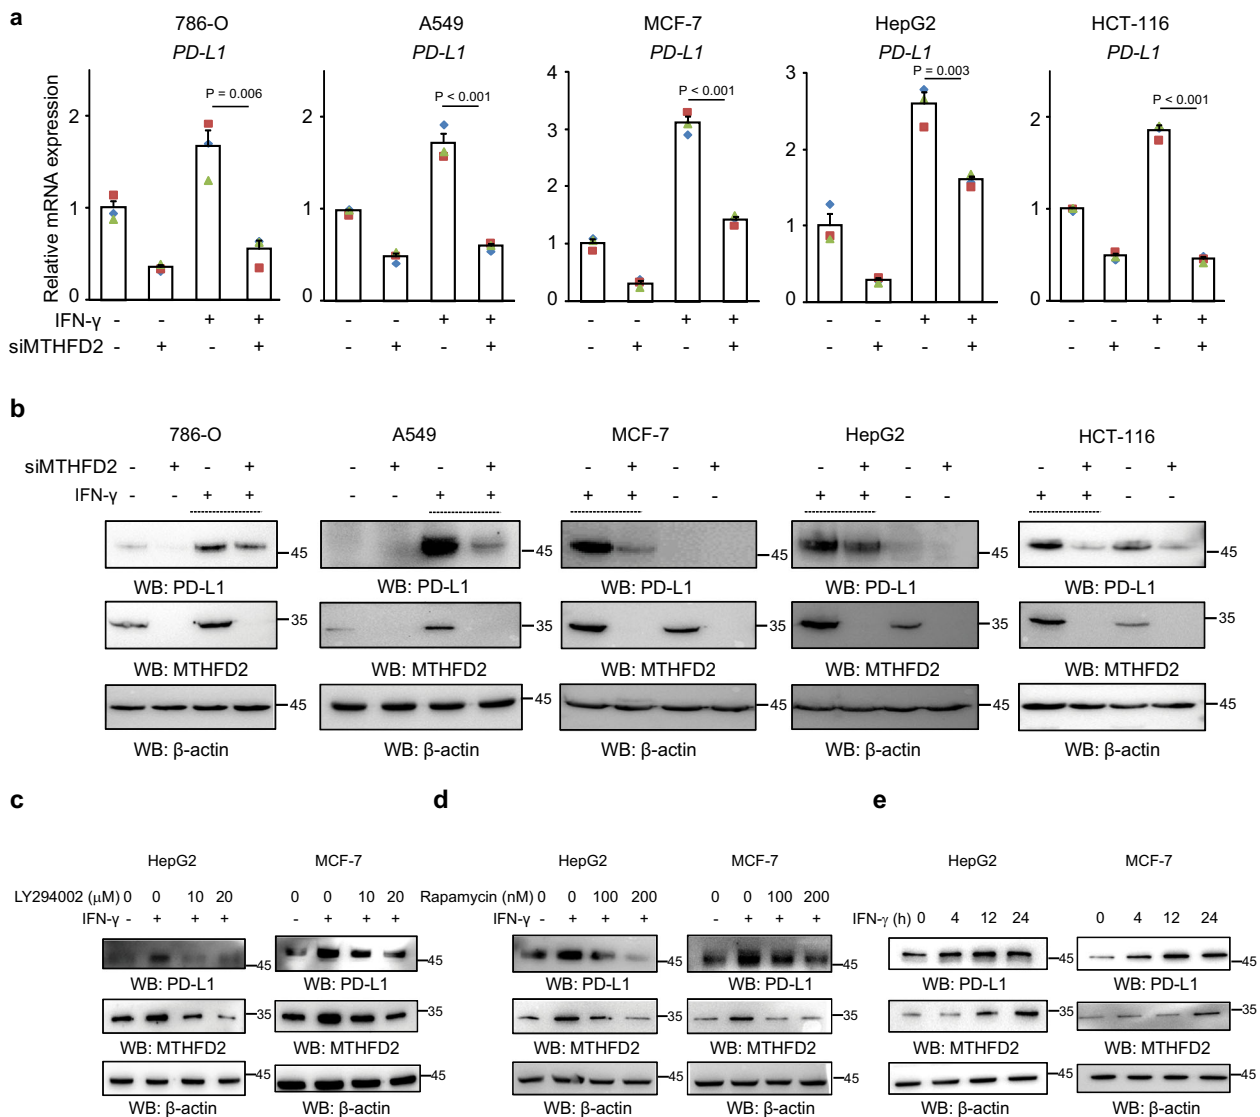 a
786-O A549 MCF-7 HepG2 HCT-116
PD-L1 PD-L1 PD-L1 PD-L1 PD-L1
P = 0.006 P < 0.001 P < 0.001 P = 0.003 P < 0.001
Relative mRNA expression
2 1 0
2 1 0
4 3 2 1 0
3 2 1 0
2 1 0
IFN-γ - - + + - - + + - - + + - - + + - - + +
siMTHFD2 - + - + - + - + - + - + - + - + - + - +
b
786-O A549 MCF-7 HepG2 HCT-116
siMTHFD2 - + - + - + - + - + - + - + - + - + - +
IFN-γ - - + + - - + + + + - - + + - - + + - -
45 45 45 45 45
WB: PD-L1 WB: PD-L1 WB: PD-L1 WB: PD-L1 WB: PD-L1
35 35 35 35 35
WB: MTHFD2 WB: MTHFD2 WB: MTHFD2 WB: MTHFD2 WB: MTHFD2
45 45 45 45 45
WB: β-actin WB: β-actin WB: β-actin WB: β-actin WB: β-actin
c
HepG2 MCF-7
LY294002 (μM) 0 0 10 20 0 0 10 20
IFN-γ - + + + - + + +
45 45
WB: PD-L1 WB: PD-L1
35 35
WB: MTHFD2 WB: MTHFD2
45 45
WB: β-actin WB: β-actin
d
HepG2 MCF-7
Rapamycin (nM) 0 0 100 200 0 0 100 200
IFN-γ - + + + - + + +
45 45
WB: PD-L1 WB: PD-L1
35 35
WB: MTHFD2 WB: MTHFD2
45 45
WB: β-actin WB: β-actin
e
HepG2 MCF-7
IFN-γ (h) 0 4 12 24 0 4 12 24
45 45
WB: PD-L1 WB: PD-L1
35 35
WB: MTHFD2 WB: MTHFD2
45 45
WB: β-actin WB: β-actin